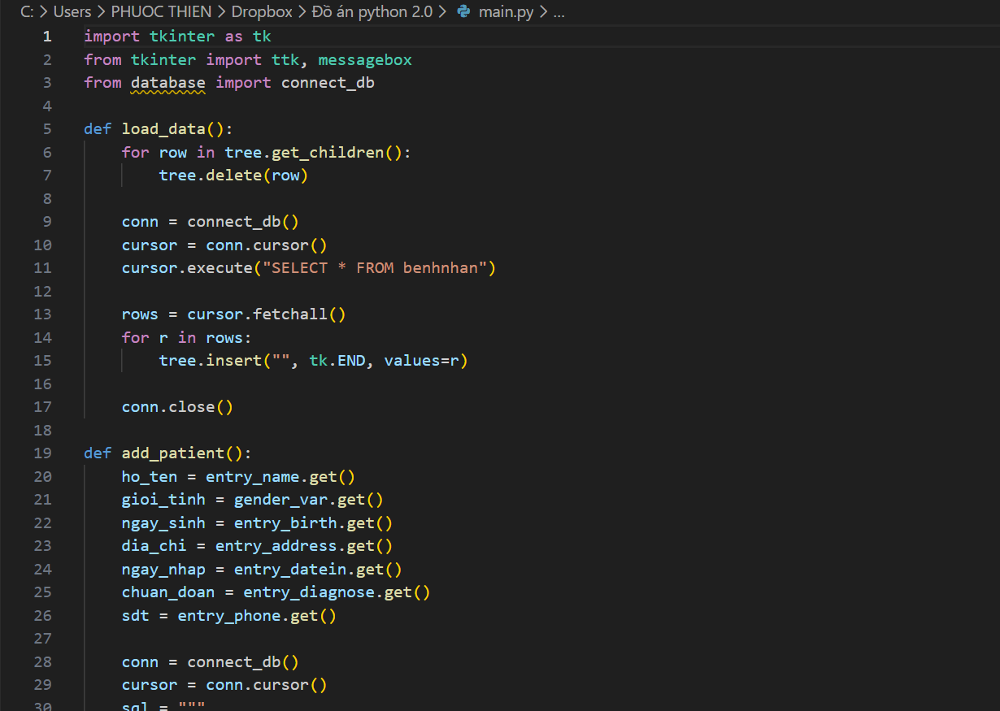 C: > Users > PHUOC THIEN > Dropbox > Đồ án python 2.0 > main.py > ...
1 import tkinter as tk
2 from tkinter import ttk, messagebox
3 from database import connect_db
4
5 def load_data():
6     for row in tree.get_children():
7         tree.delete(row)
8
9     conn = connect_db()
10     cursor = conn.cursor()
11     cursor.execute("SELECT * FROM benhnhan")
12
13     rows = cursor.fetchall()
14     for r in rows:
15         tree.insert("", tk.END, values=r)
16
17     conn.close()
18
19 def add_patient():
20     ho_ten = entry_name.get()
21     gioi_tinh = gender_var.get()
22     ngay_sinh = entry_birth.get()
23     dia_chi = entry_address.get()
24     ngay_nhap = entry_datein.get()
25     chuan_doan = entry_diagnose.get()
26     sdt = entry_phone.get()
27
28     conn = connect_db()
29     cursor = conn.cursor()
30     sql = """